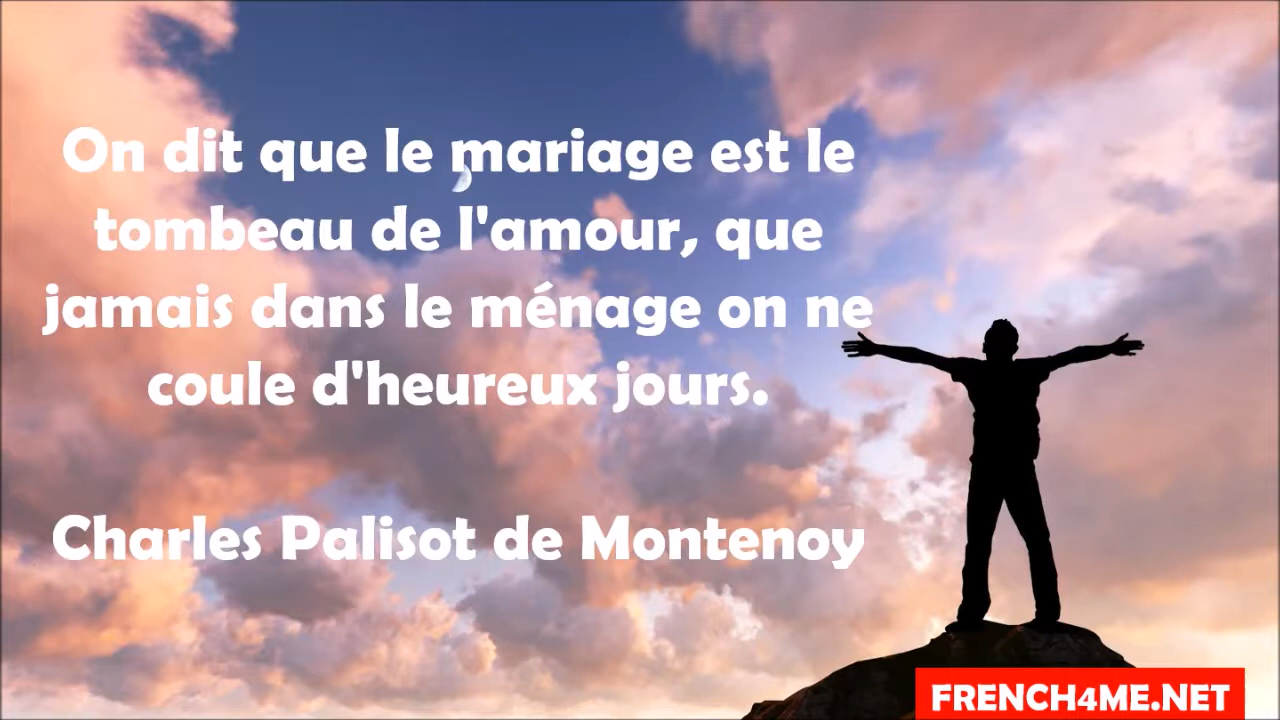 On dit que le mariage est le
tombeau de l'amour, que
jamais dans le ménage on ne
coule d'heureux jours.
Charles Palisot de Montenoy
FRENCH4ME.NET